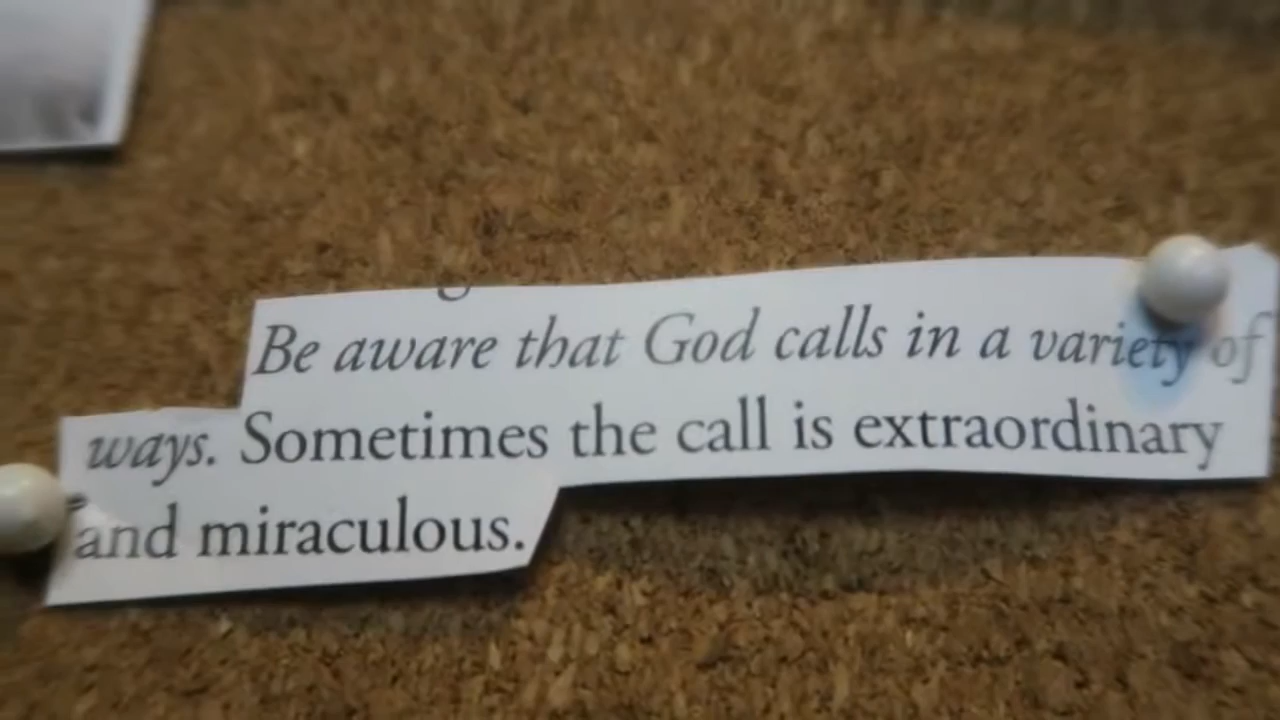 Be aware that God calls in a variety of
ways. Sometimes the call is extraordinary
and miraculous.